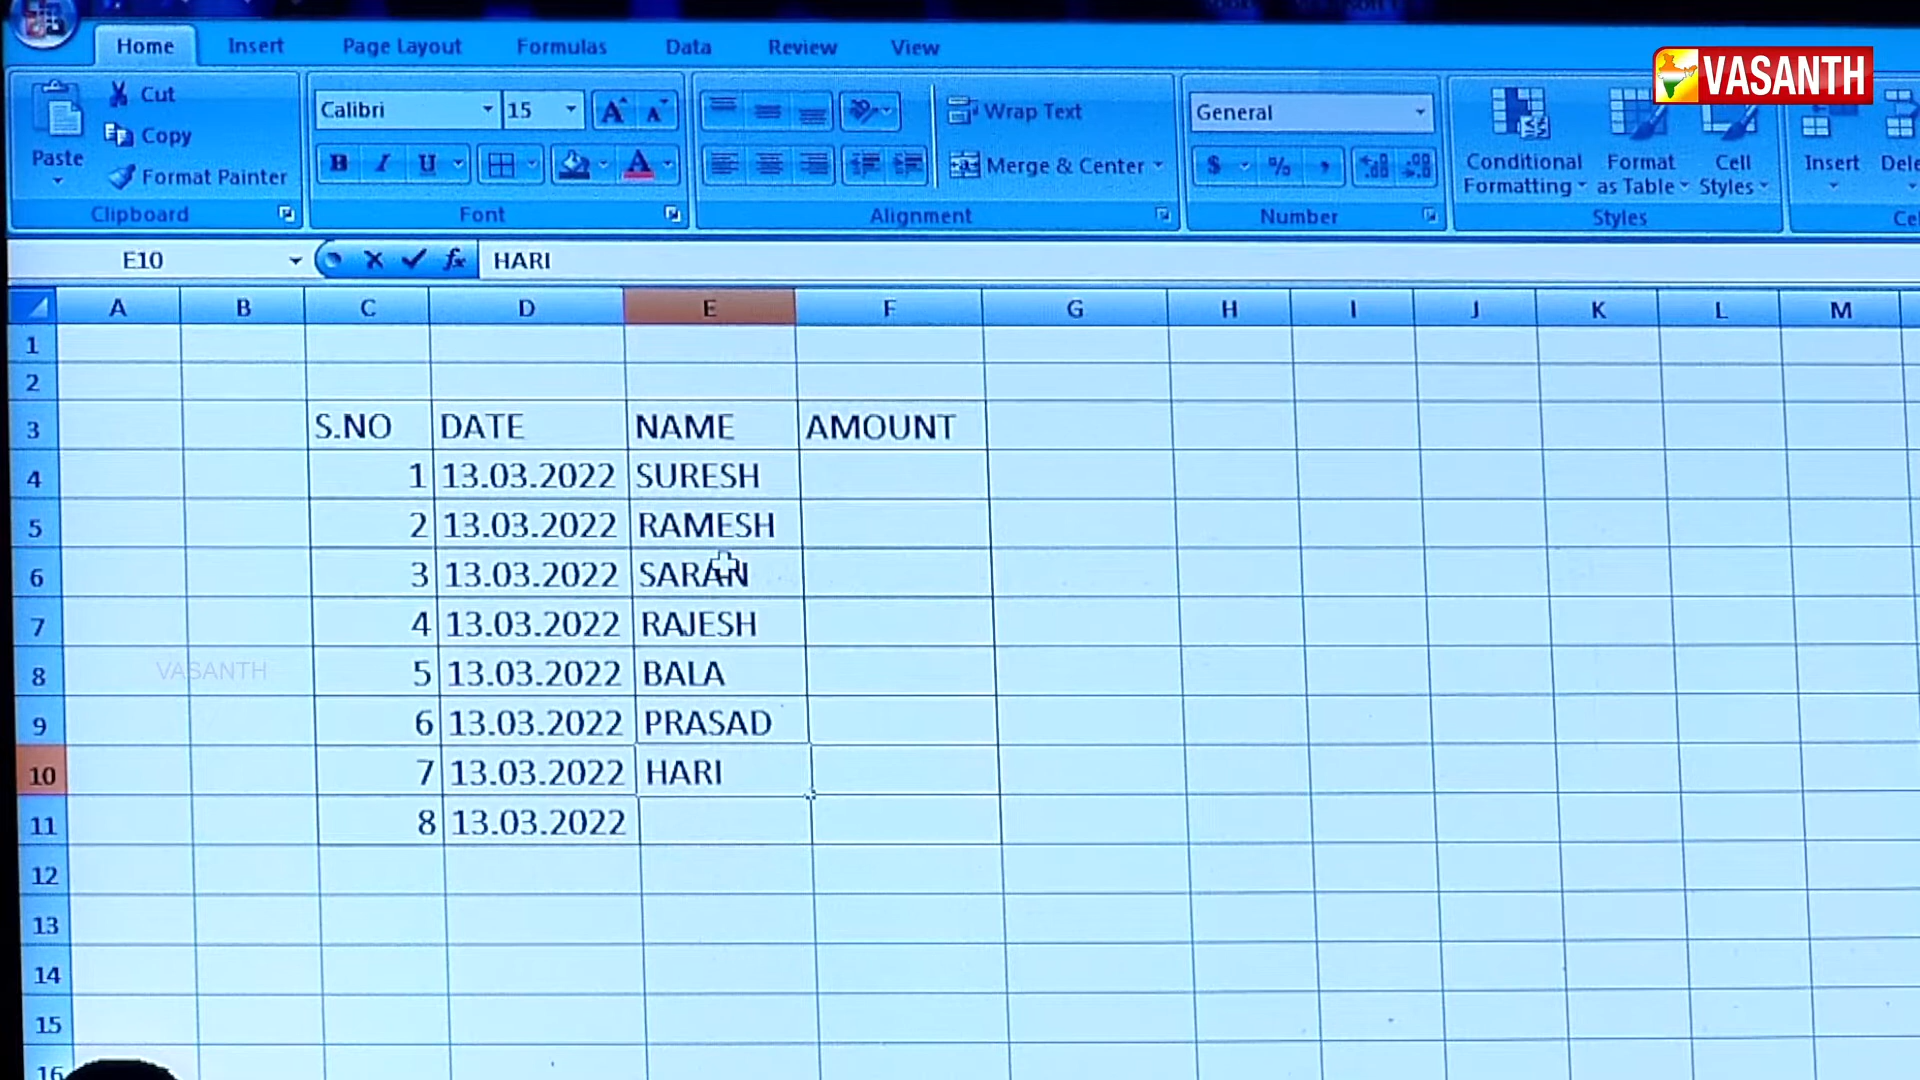 Home Insert Page Layout Formulas Data Review View
VASANTH
Cut
Copy
Format Painter
Paste
Clipboard
Calibri 15
A A
B I U A
Font
Wrap Text
Merge & Center
Alignment
General
$ % ,
Number
Conditional Formatting
Format as Table
Cell Styles
Styles
Insert
E10 fx HARI
A B C D E F G H I J K L M
1
2
3 S.NO DATE NAME AMOUNT
4 1 13.03.2022 SURESH
5 2 13.03.2022 RAMESH
6 3 13.03.2022 SARAN
7 4 13.03.2022 RAJESH
8 VASANTH 5 13.03.2022 BALA
9 6 13.03.2022 PRASAD
10 7 13.03.2022 HARI
11 8 13.03.2022
12
13
14
15
16